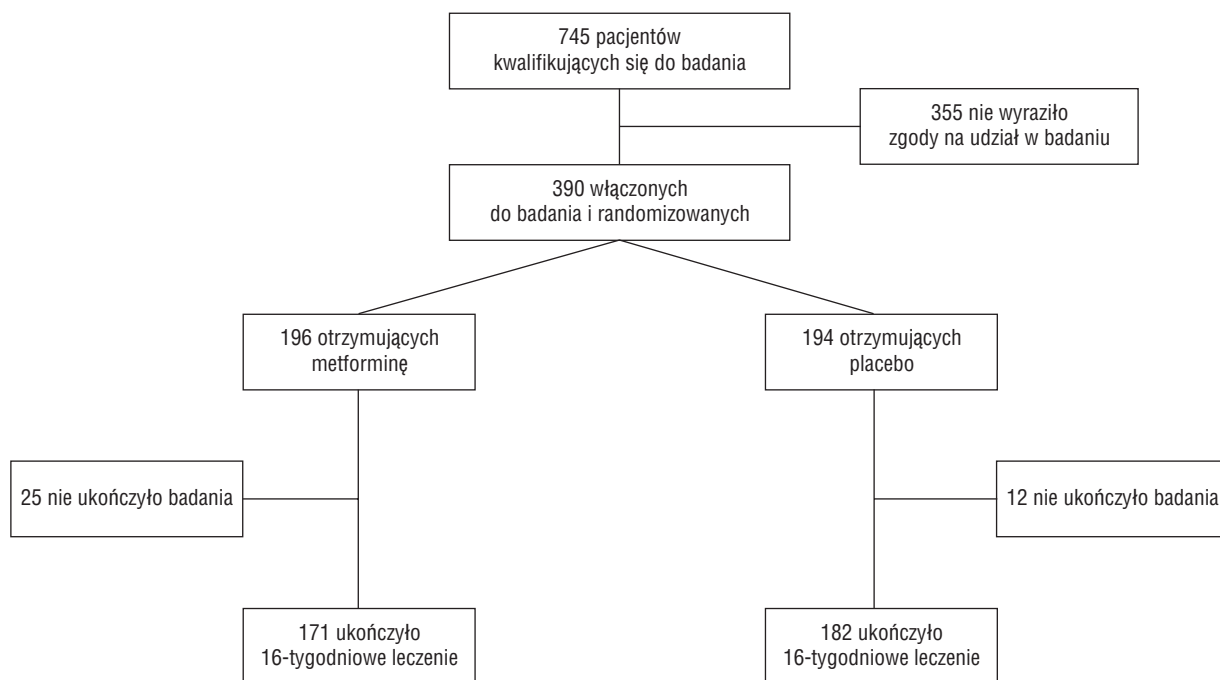 745 pacjentów
kwalifikujących się do badania
355 nie wyraziło
zgody na udział w badaniu
390 włączonych
do badania i randomizowanych
196 otrzymujących
metforminę
194 otrzymujących
placebo
25 nie ukończyło badania
12 nie ukończyło badania
171 ukończyło
16-tygodniowe leczenie
182 ukończyło
16-tygodniowe leczenie